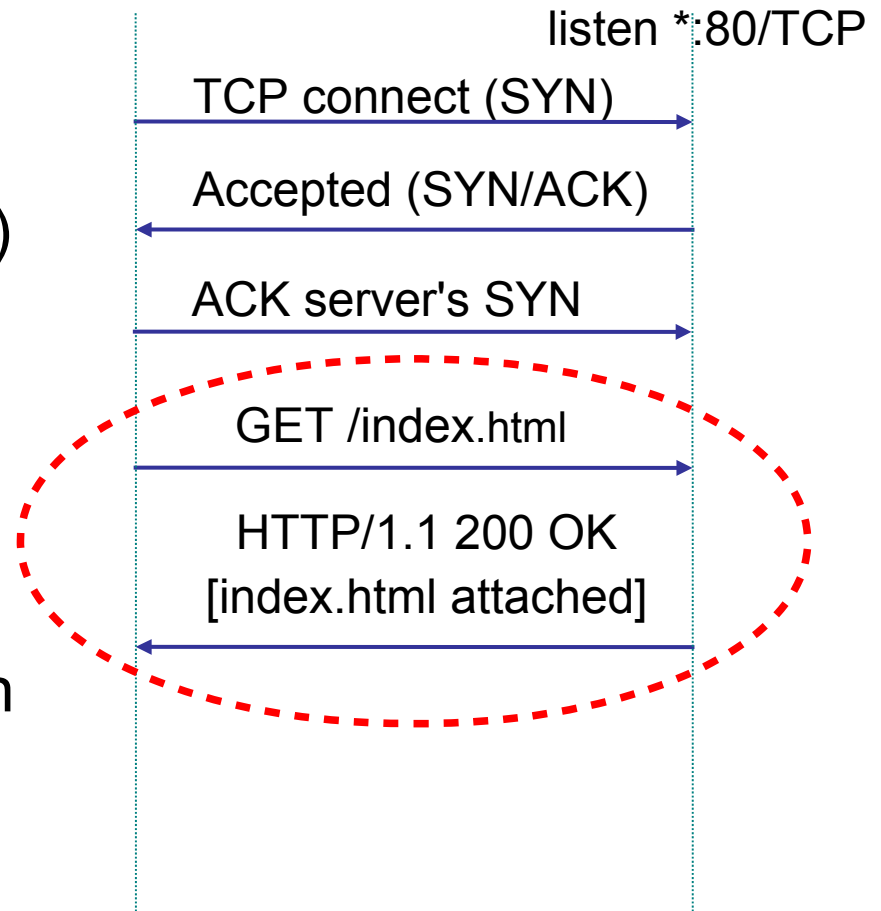 listen *:80/TCP
TCP connect (SYN)
Accepted (SYN/ACK)
)
ACK server's SYN
GET /index.html
HTTP/1.1 200 OK
[index.html attached]
n